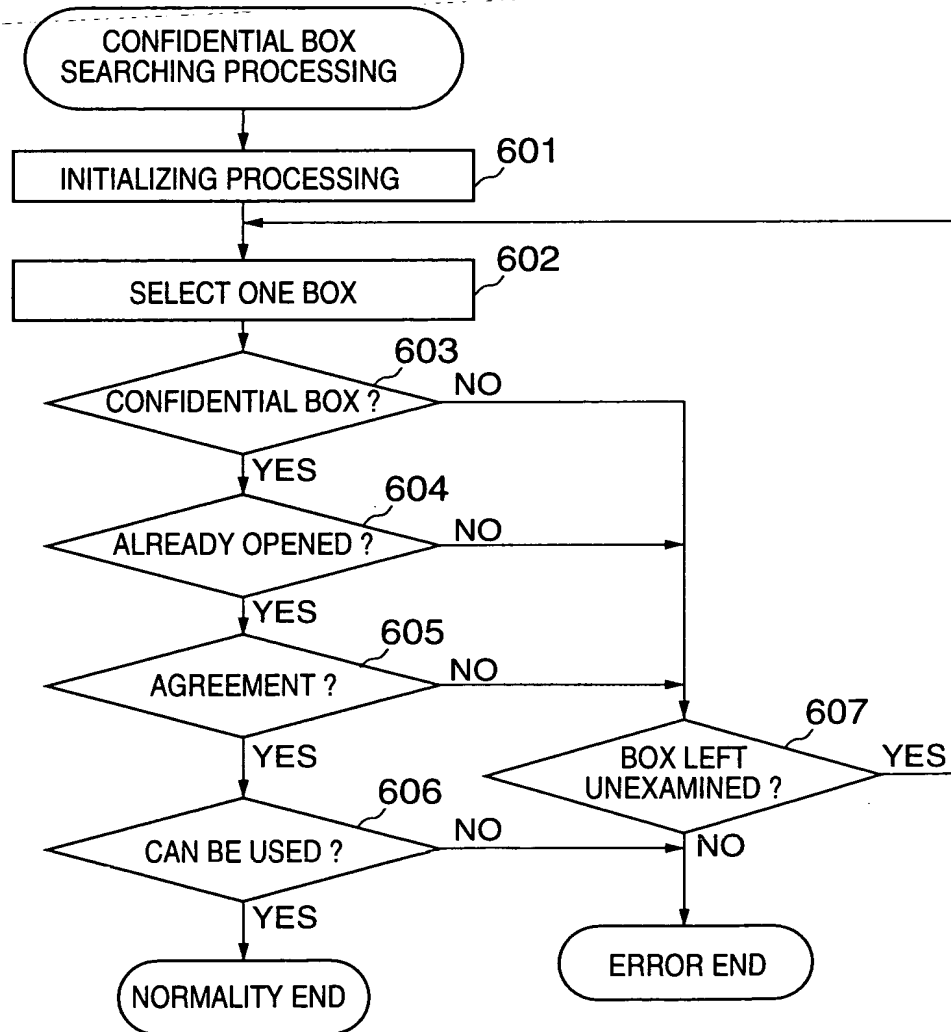 CONFIDENTIAL BOX
SEARCHING PROCESSING
601
INITIALIZING PROCESSING
602
SELECT ONE BOX
603
CONFIDENTIAL BOX ?
NO
YES
604
ALREADY OPENED ?
NO
YES
605
AGREEMENT ?
NO
YES
607
BOX LEFT
UNEXAMINED ?
YES
NO
606
CAN BE USED ?
NO
YES
NORMALITY END
ERROR END